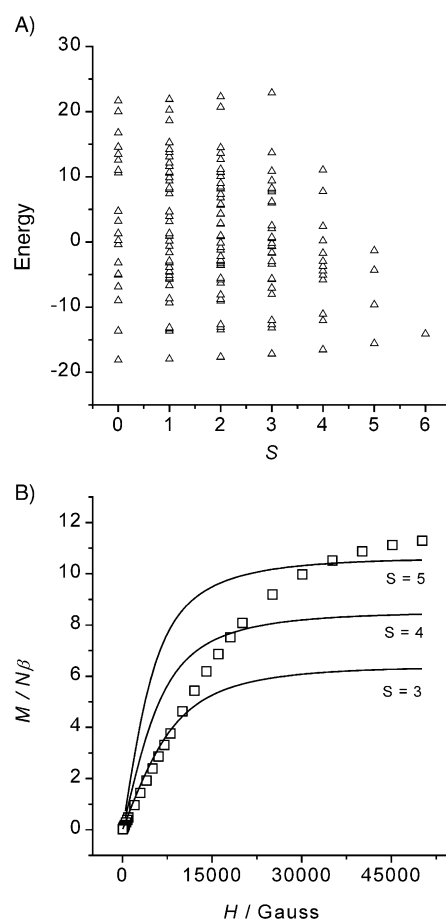 A)
30
20
10
0
-10
-20
Energy
0 1 2 3 4 5 6
S
B)
12
10
8
6
4
2
0
M / Nβ
S = 5
S = 4
S = 3
0 15000 30000 45000
H / Gauss